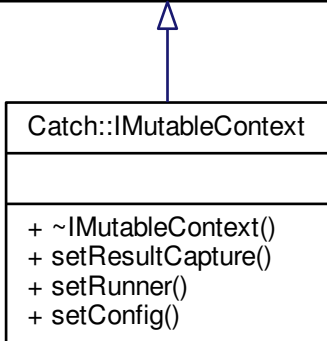 Catch::IMutableContext
+ ~IMutableContext()
+ setResultCapture()
+ setRunner()
+ setConfig()